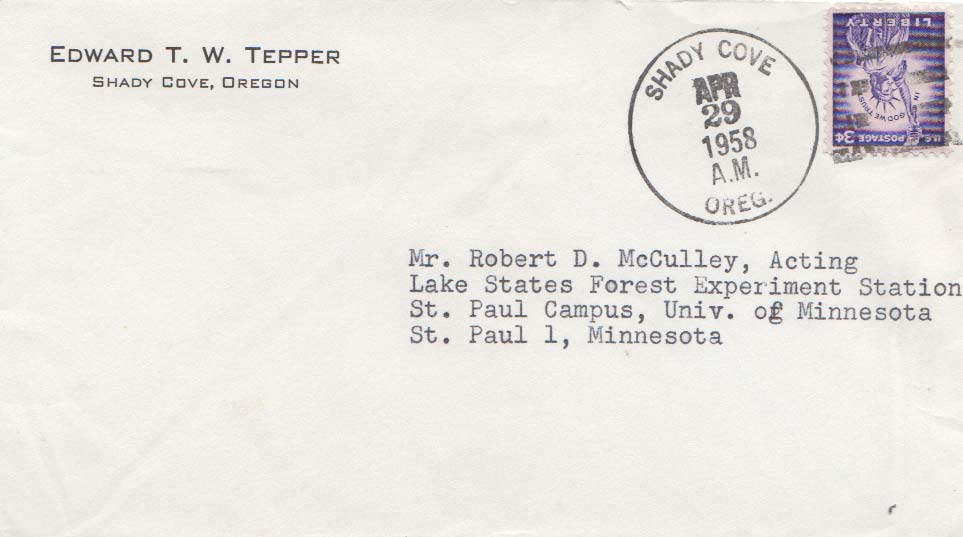 EDWARD T. W. TEPPER
SHADY COVE, OREGON
SHADY COVE
APR
29
1958
A.M.
OREG.
U.S. POSTAGE 3¢
IN GOD WE TRUST
LIBERTY
Mr. Robert D. McCulley, Acting
Lake States Forest Experiment Station
St. Paul Campus, Univ. of Minnesota
St. Paul 1, Minnesota